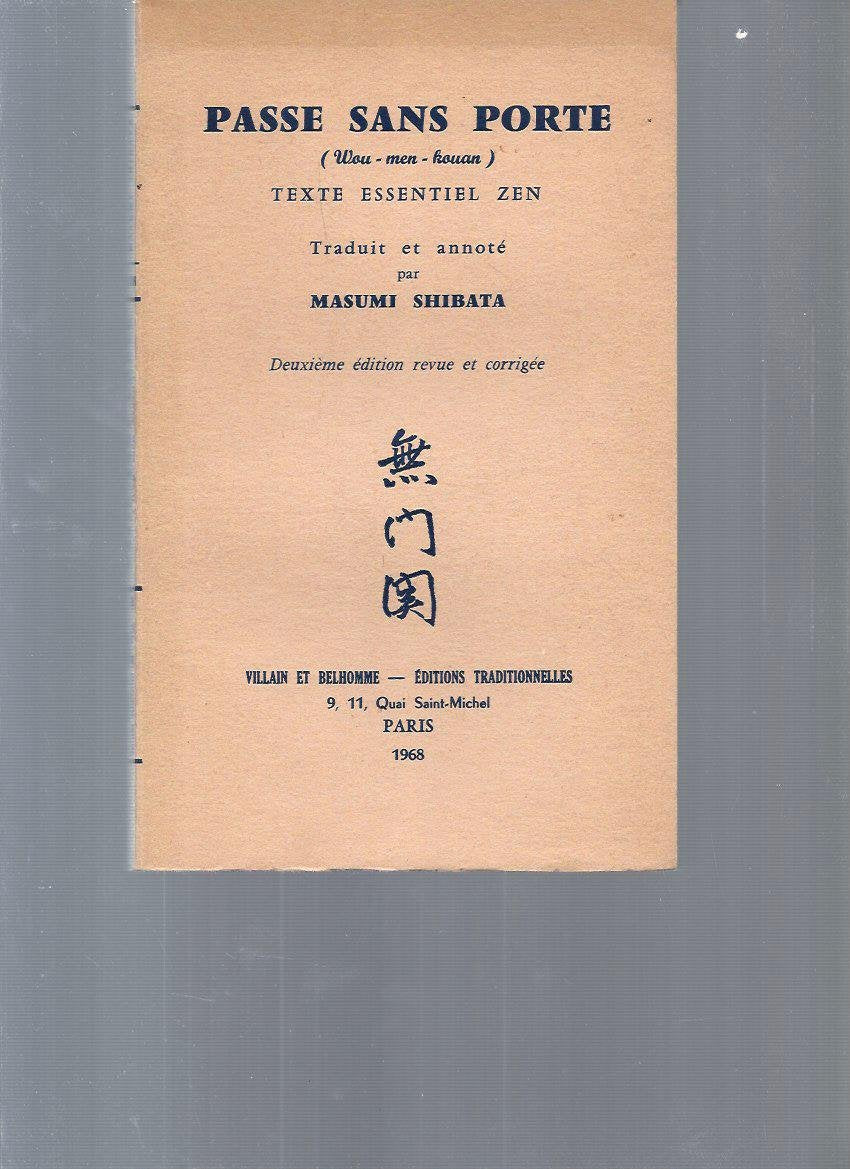 PASSE SANS PORTE
( Wou - men - kouan )
TEXTE ESSENTIEL ZEN
Traduit et annoté
par
MASUMI SHIBATA
Deuxième édition revue et corrigée
無
門
関
VILLAIN ET BELHOMME — ÉDITIONS TRADITIONNELLES
9, 11, Quai Saint-Michel
PARIS
1968